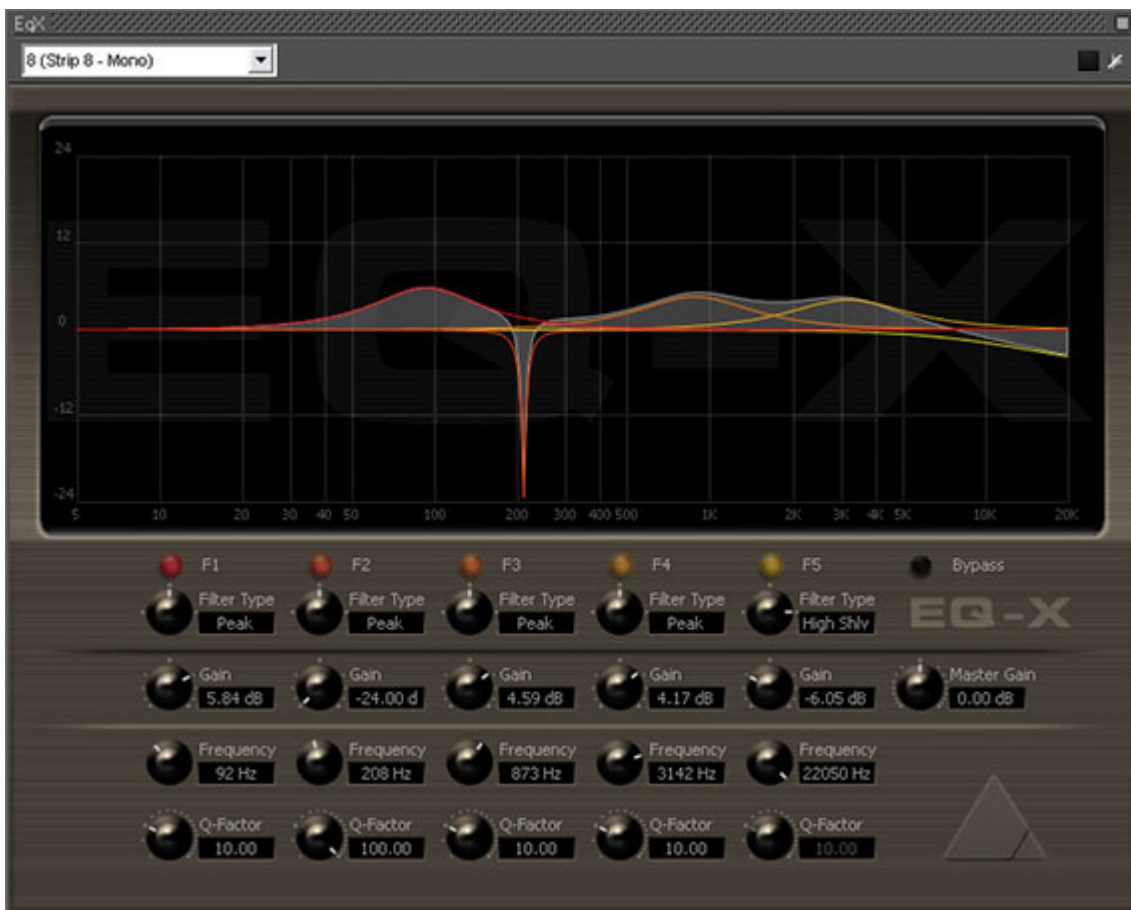 EqX
8 (Strip 8 - Mono)
EQ-X
24
12
0
-12
-24
5 10 20 30 40 50 100 200 300 400 500 1K 2K 3K 4K 5K 10K 20K
F1 F2 F3 F4 F5 Bypass
Filter Type Filter Type Filter Type Filter Type Filter Type
Peak Peak Peak Peak High Shlv
EQ-X
Gain Gain Gain Gain Gain Master Gain
5.84 dB -24.00 d 4.59 dB 4.17 dB -6.05 dB 0.00 dB
Frequency Frequency Frequency Frequency Frequency
92 Hz 208 Hz 873 Hz 3142 Hz 22050 Hz
Q-Factor Q-Factor Q-Factor Q-Factor Q-Factor
10.00 100.00 10.00 10.00 10.00